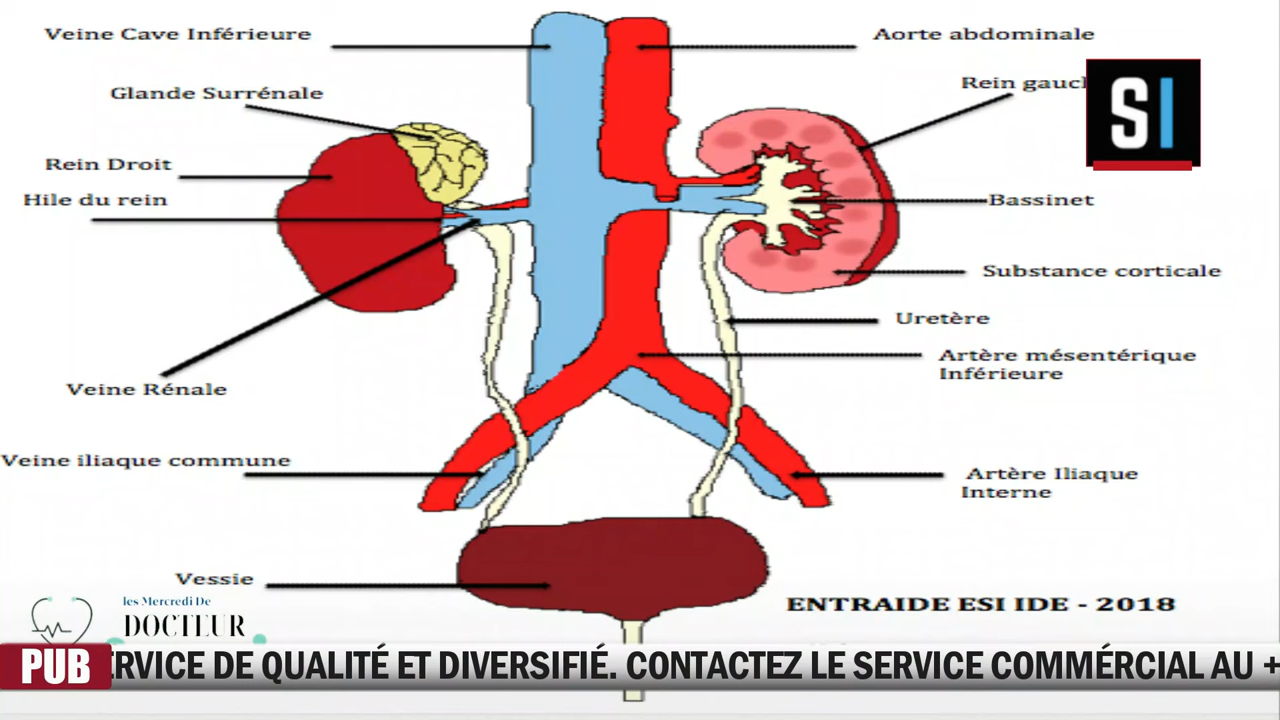 Veine Cave Inférieure
Aorte abdominale
Glande Surrénale
Rein
SI
Rein Droit
Hile du rein
Bassinet
Substance corticale
Uretère
Artère mésentérique
Inférieure
Veine Rénale
Veine iliaque commune
Artère Iliaque
Interne
Vessie
ENTRAIDE ESI IDE - 2018
les Mercredi De
DOCTEUR
PUB
DE QUALITÉ ET DIVERSIFIÉ. CONTACTEZ LE SERVICE COMMÉRCIAL AU +